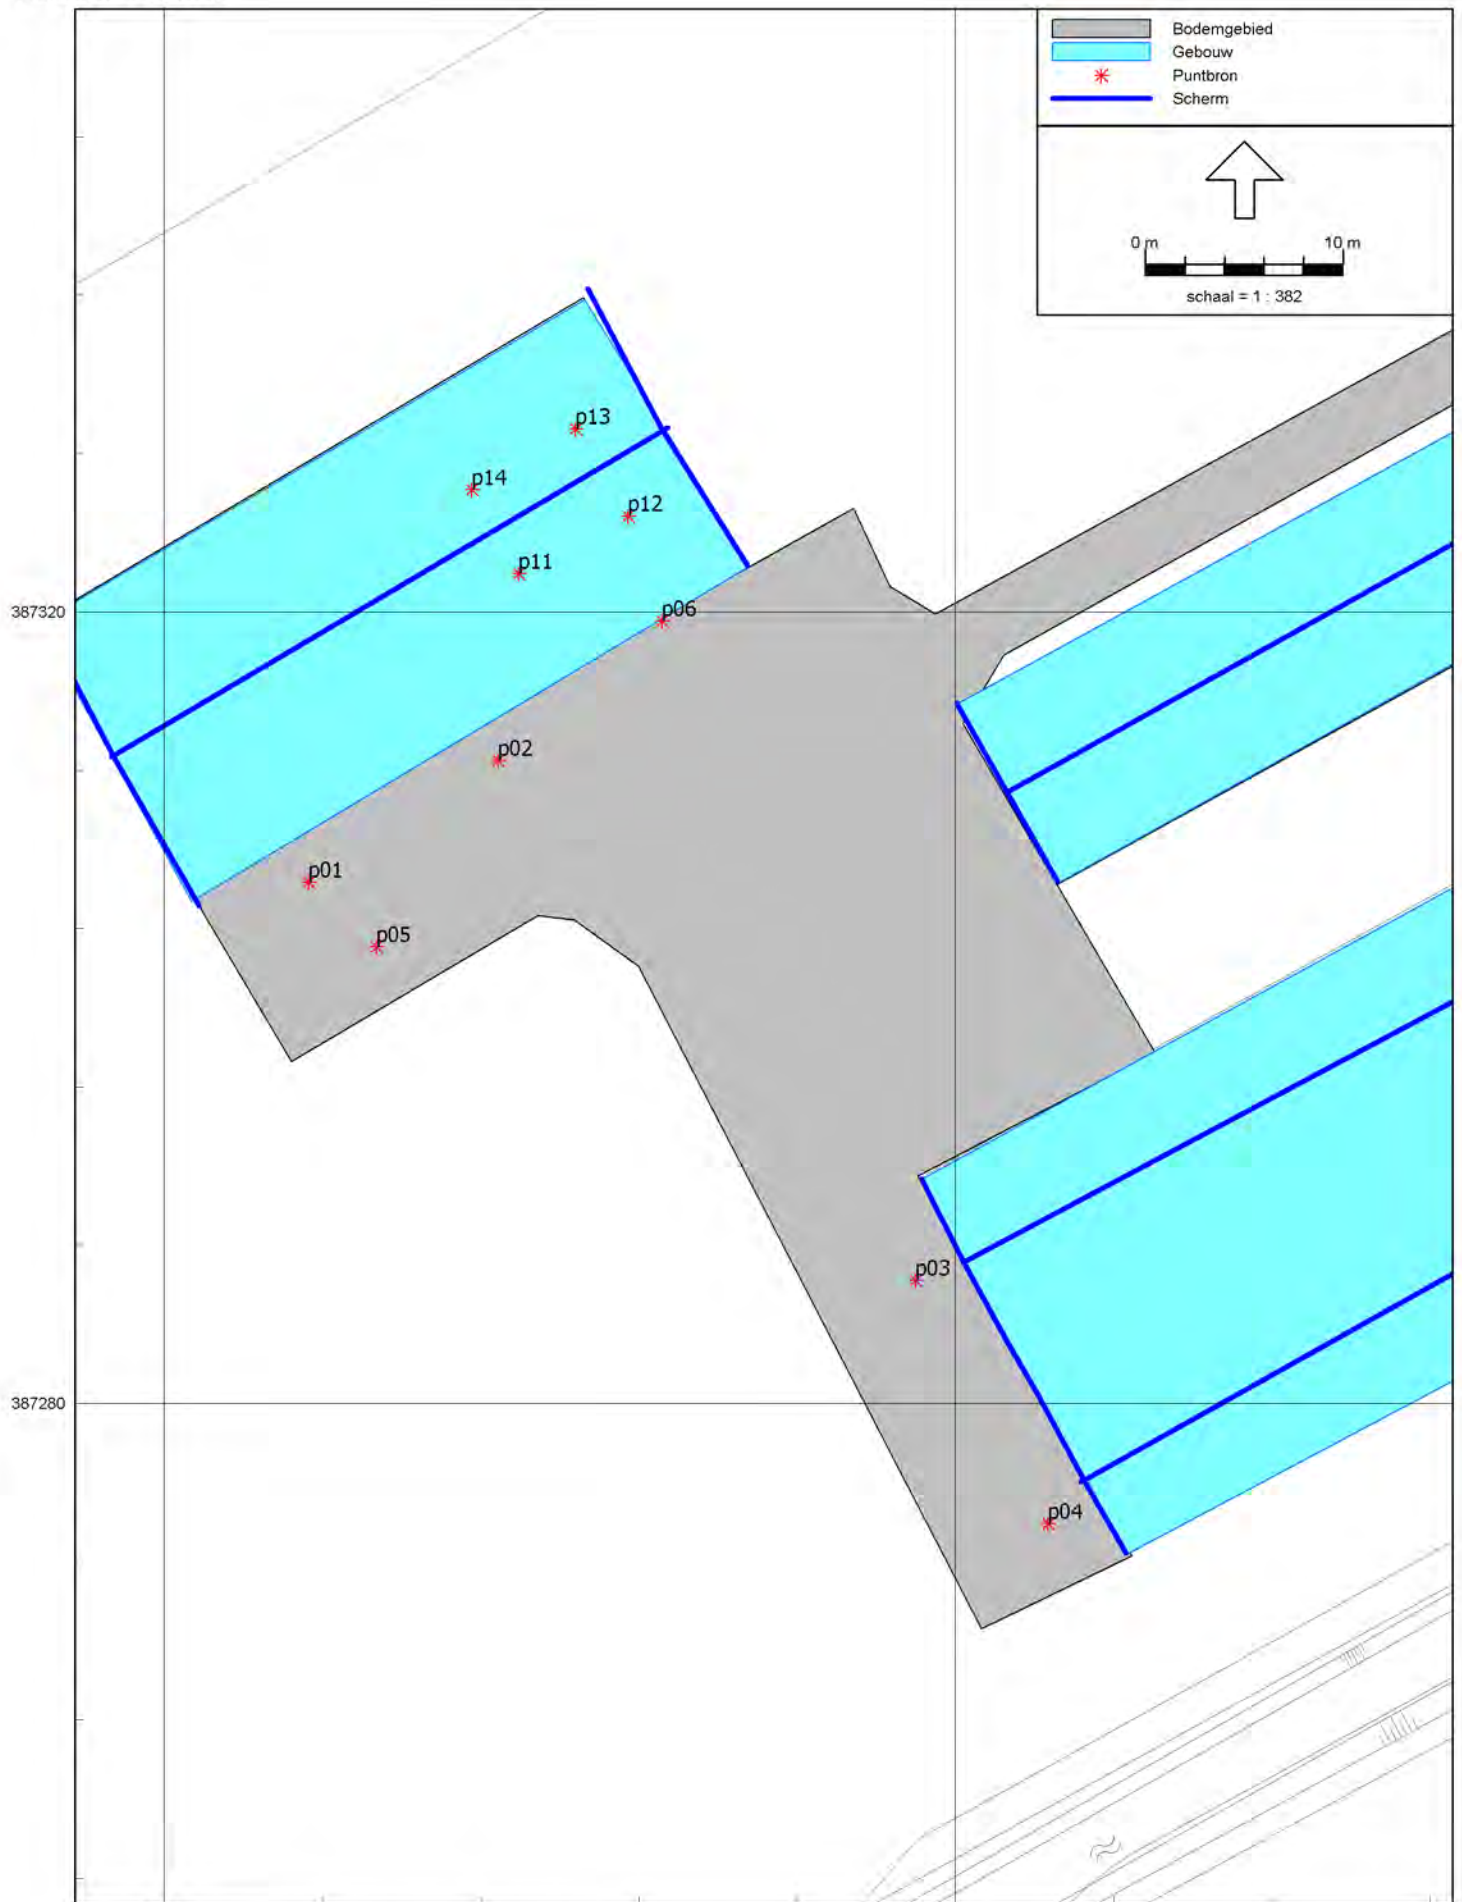 Bodemgebied
Gebouw
Puntbron
Scherm
0 m 10 m
schaal = 1 : 382
p13
p14
p12
p11
387320
p06
p02
p01
p05
p03
387280
p04